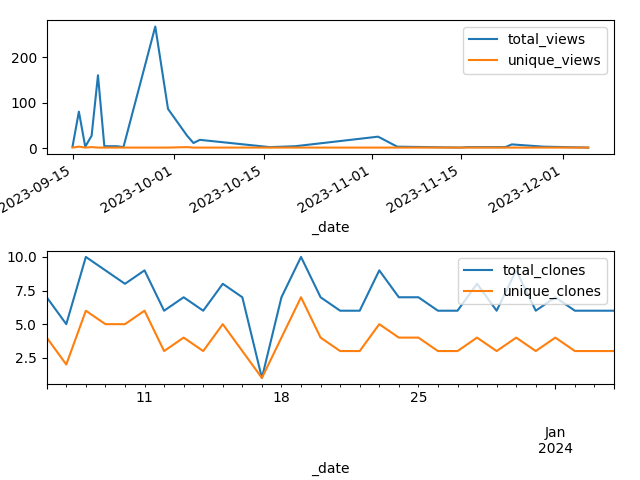 200
100
0
total_views
unique_views
2023-09-15
2023-10-01
2023-10-15
2023-11-01
2023-11-15
2023-12-01
_date
10.0
7.5
5.0
2.5
total_clones
unique_clones
11
18
25
Jan
2024
_date